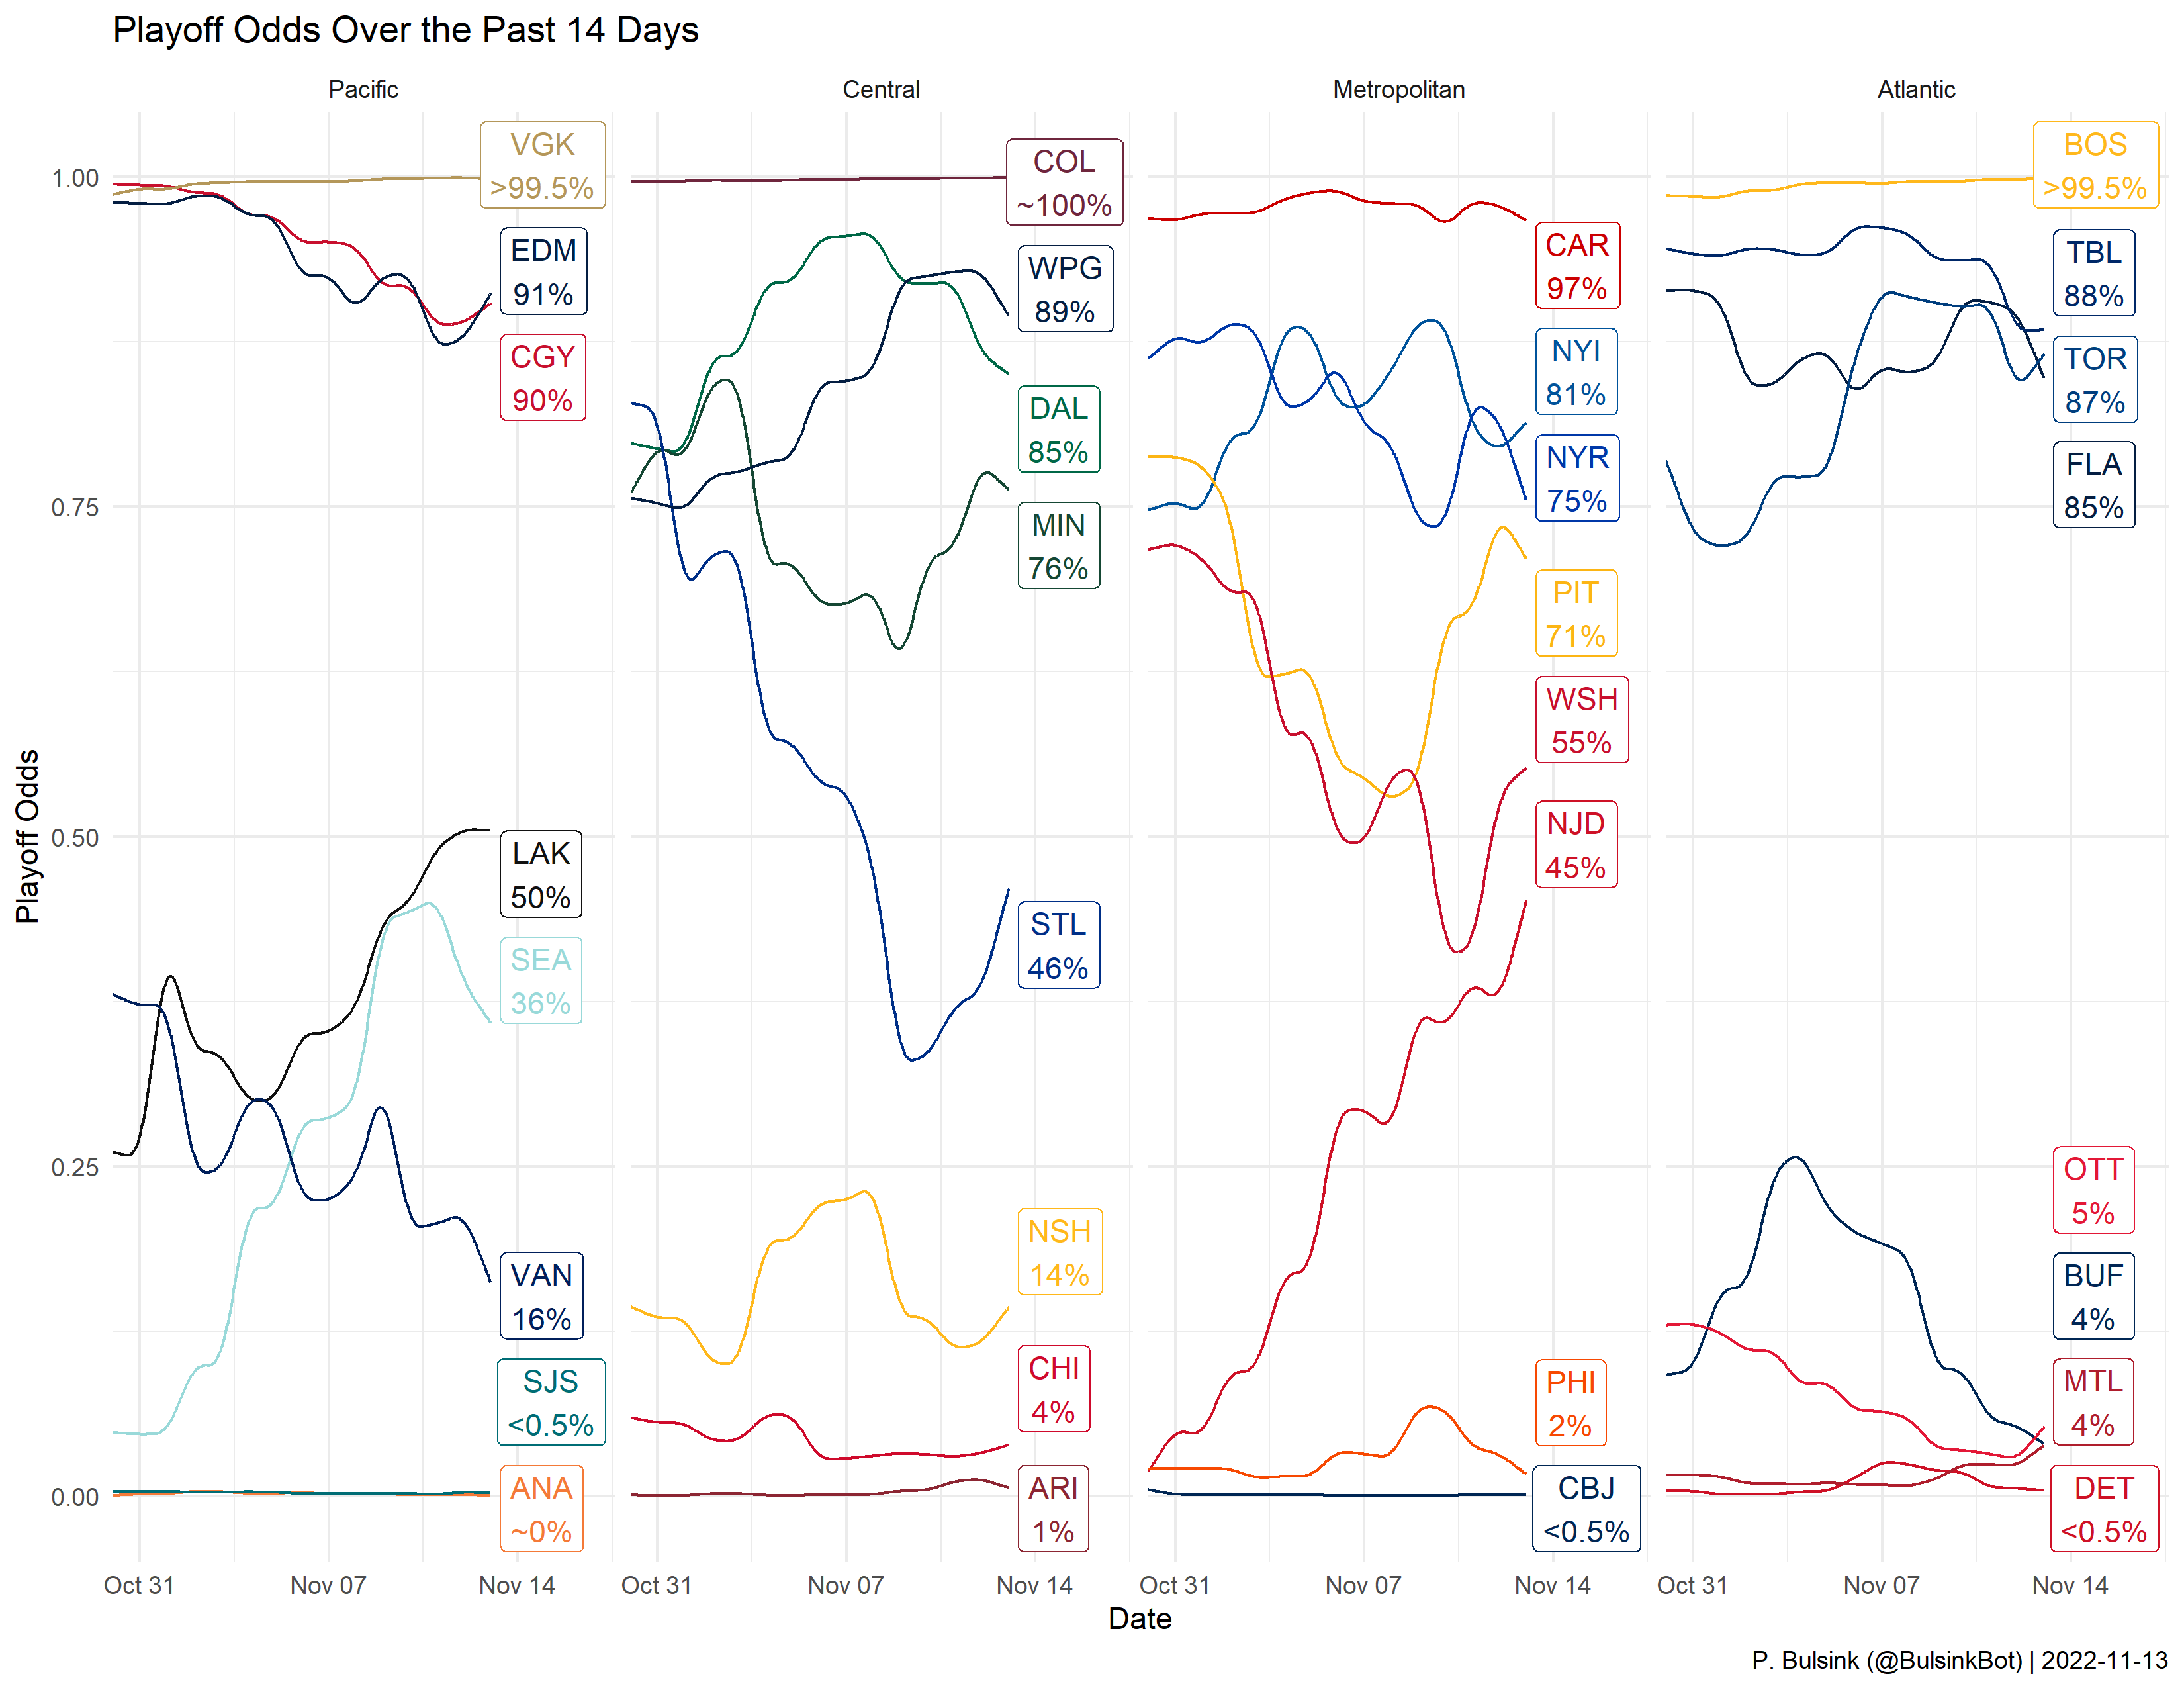 Playoff Odds Over the Past 14 Days
Pacific
Central
Metropolitan
Atlantic
Playoff Odds
1.00
0.75
0.50
0.25
0.00
VGK
>99.5%
EDM
91%
CGY
90%
LAK
50%
SEA
36%
VAN
16%
SJS
<0.5%
ANA
~0%
COL
~100%
WPG
89%
DAL
85%
MIN
76%
STL
46%
NSH
14%
CHI
4%
ARI
1%
CAR
97%
NYI
81%
NYR
75%
PIT
71%
WSH
55%
NJD
45%
PHI
2%
CBJ
<0.5%
BOS
>99.5%
TBL
88%
TOR
87%
FLA
85%
OTT
5%
BUF
4%
MTL
4%
DET
<0.5%
Oct 31 Nov 07 Nov 14 Oct 31 Nov 07 Nov 14 Oct 31 Nov 07 Nov 14 Oct 31 Nov 07 Nov 14
Date
P. Bulsink (@BulsinkBot) | 2022-11-13